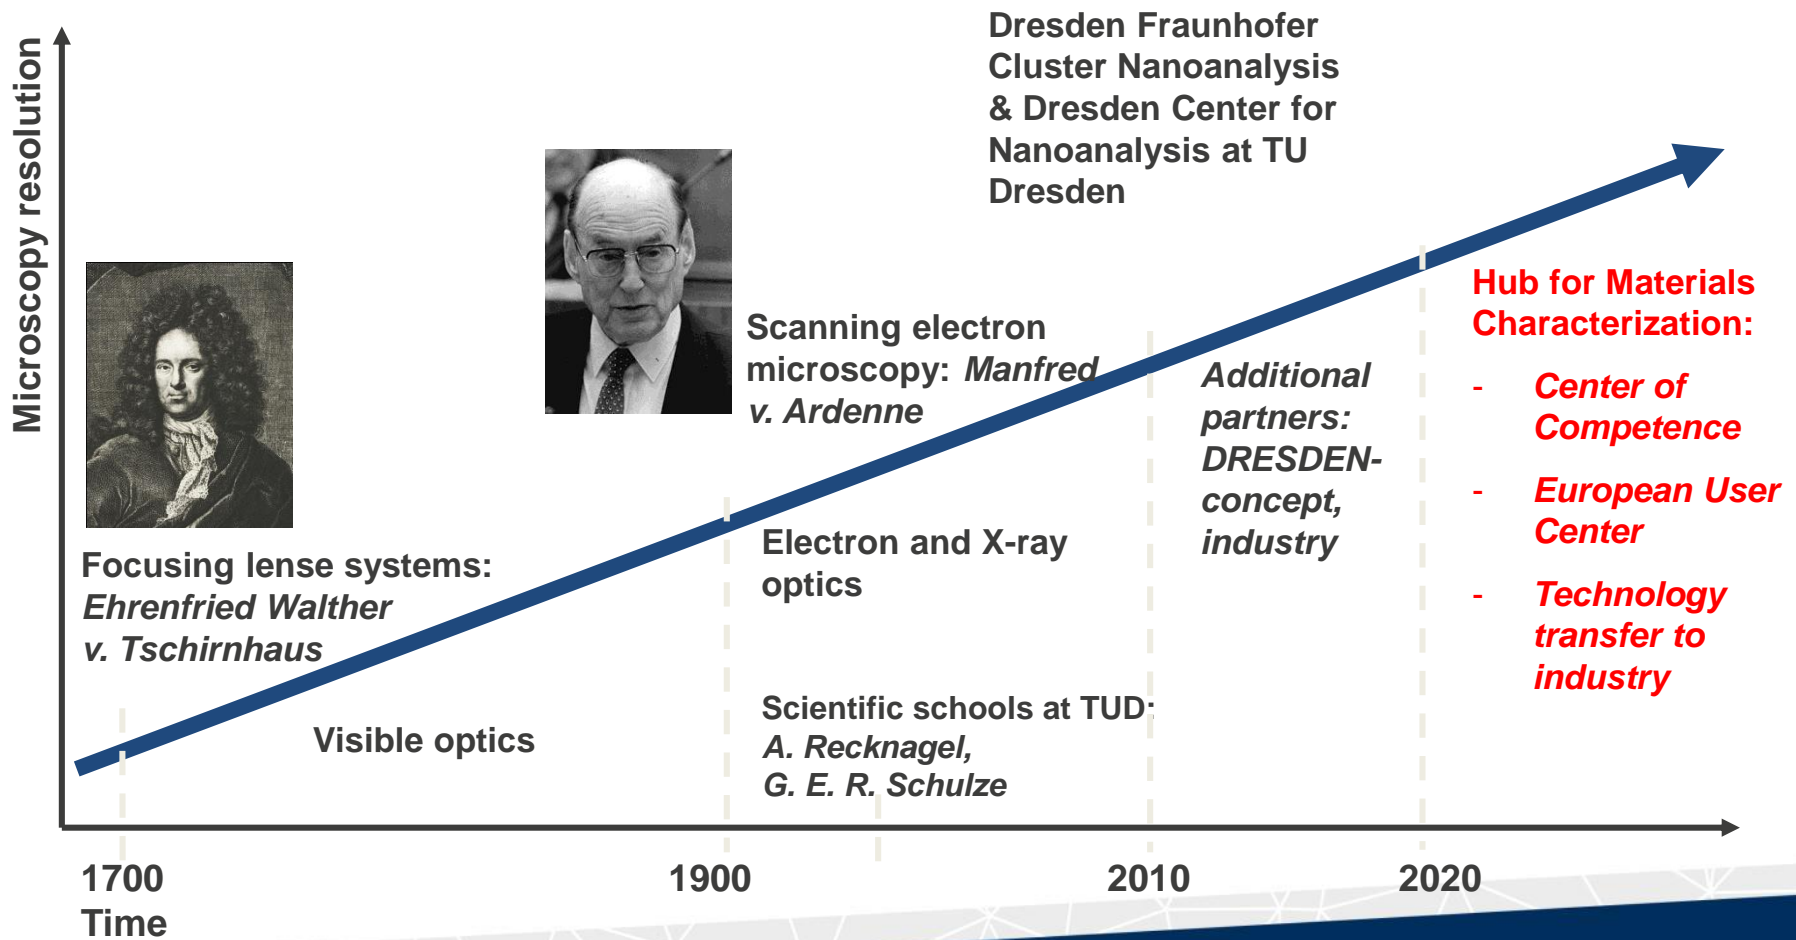 Microscopy resolution
Dresden Fraunhofer
Cluster Nanoanalysis
& Dresden Center for
Nanoanalysis at TU
Dresden
Focusing lense systems:
Ehrenfried Walther
v. Tschirnhaus
Scanning electron
microscopy: Manfred
v. Ardenne
Visible optics
Electron and X-ray
optics
Scientific schools at TUD:
A. Recknagel,
G. E. R. Schulze
Additional
partners:
DRESDEN-
concept,
industry
Hub for Materials
Characterization:
- Center of
Competence
- European User
Center
- Technology
transfer to
industry
1700
1900
2010
2020
Time